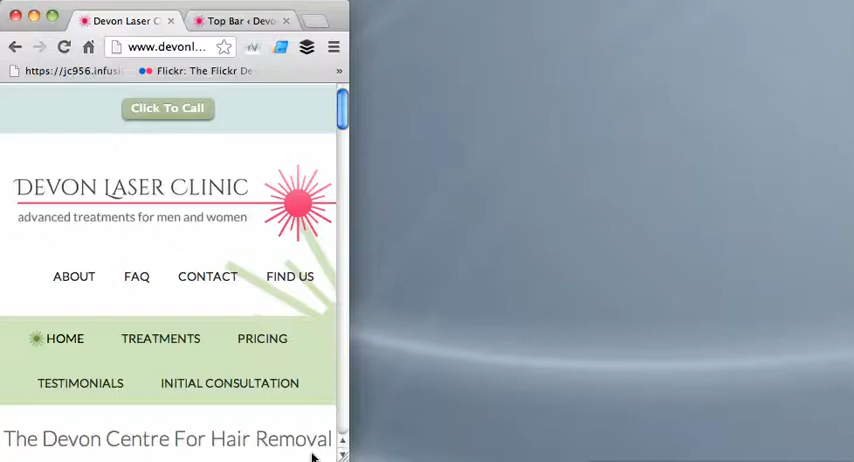 Devon Laser C
Top Bar ‹ Devo
www.devonl...
https://jc956.infusi
Flickr: The Flickr De
»
Click To Call
DEVON LASER CLINIC
advanced treatments for men and women
ABOUT FAQ CONTACT FIND US
HOME TREATMENTS PRICING
TESTIMONIALS INITIAL CONSULTATION
The Devon Centre For Hair Removal